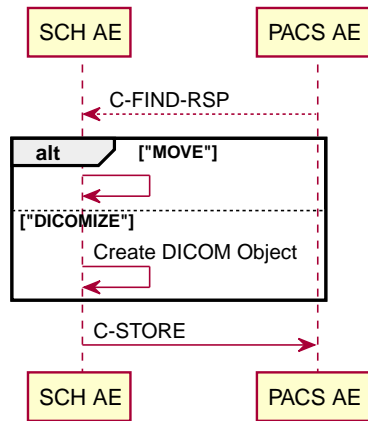 SCH AE PACS AE
C-FIND-RSP
alt ["MOVE"]
["DICOMIZE"]
Create DICOM Object
C-STORE
SCH AE PACS AE